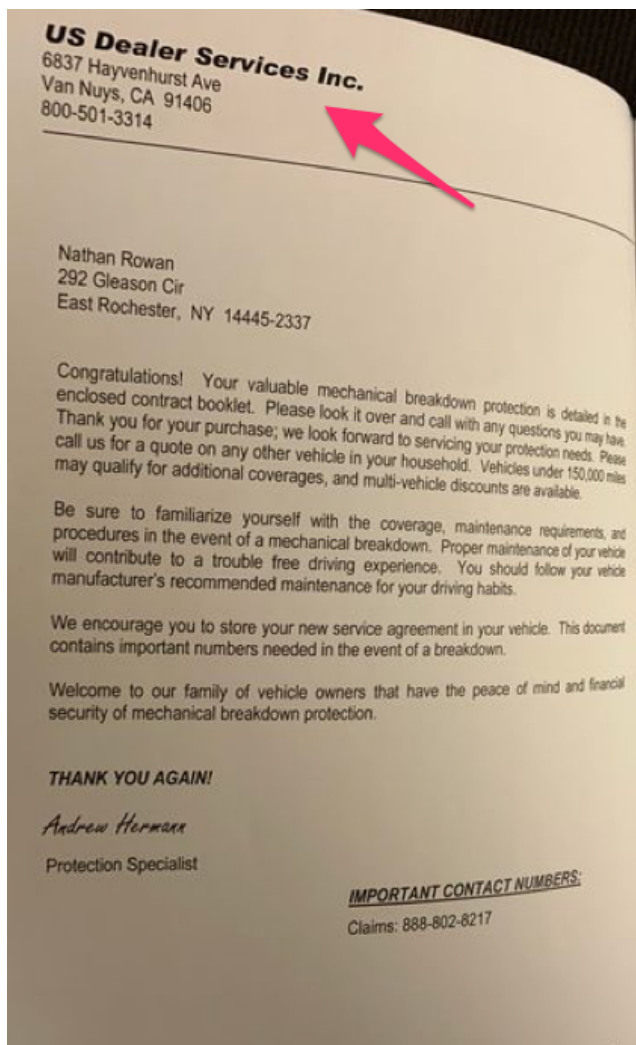 US Dealer Services Inc.
6837 Hayvenhurst Ave
Van Nuys, CA 91406
800-501-3314
Nathan Rowan
292 Gleason Cir
East Rochester, NY 14445-2337
Congratulations! Your valuable mechanical breakdown protection is detailed in the
enclosed contract booklet. Please look it over and call with any questions you may have.
Thank you for your purchase; we look forward to servicing your protection needs. Please
call us for a quote on any other vehicle in your household. Vehicles under 150,000 miles
may qualify for additional coverages, and multi-vehicle discounts are available.
Be sure to familiarize yourself with the coverage, maintenance requirements, and
procedures in the event of a mechanical breakdown. Proper maintenance of your vehicle
will contribute to a trouble free driving experience. You should follow your vehicle
manufacturer's recommended maintenance for your driving habits.
We encourage you to store your new service agreement in your vehicle. This document
contains important numbers needed in the event of a breakdown.
Welcome to our family of vehicle owners that have the peace of mind and financial
security of mechanical breakdown protection.
THANK YOU AGAIN!
Andrew Hermann
Protection Specialist
IMPORTANT CONTACT NUMBERS:
Claims: 888-802-8217